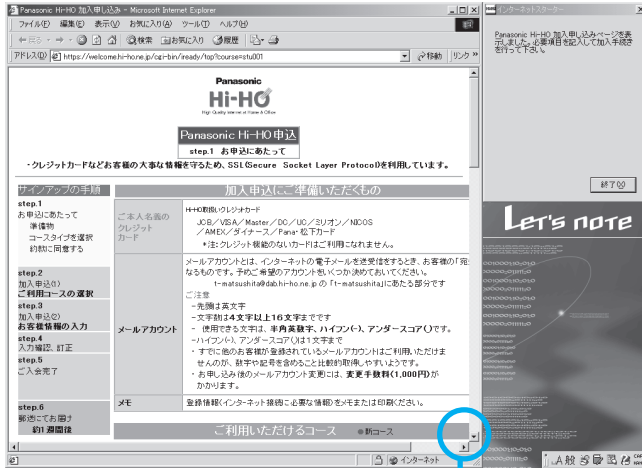 Panasonic Hi-HO 加入申し込み - Microsoft Internet Explorer
ファイル(F) 編集(E) 表示(V) お気に入り(A) ツール(T) ヘルプ(H)
戻る 検索 お気に入り 履歴
アドレス(D) https://welcome.hi-hone.jp/cgi-bin/iready/top?course=stu001 移動 リンク »
Panasonic
Hi-HO
High Quality Internet at Home & Office
Panasonic Hi-HO 申込
step.1 お申込にあたって
・クレジットカードなどお客様の大事な情報を守るため、SSL(Secure Socket Layer Protocol)を利用しています。
サインアップの手順
step.1
お申込にあたって
準備物
コースタイプを選択
約款に同意する
step.2
加入申込(1)
ご利用コースの選択
step.3
加入申込(2)
お客様情報の入力
step.4
入力確認、訂正
step.5
ご入会完了
step.6
郵送にてお届け
約1週間後
加入申込にご準備いただくもの
ご本人名義の
クレジット
カード
Hi-HO取扱いクレジットカード
JCB/VISA/Master/DC/UC/ミリオン/NICOS
/AMEX/ダイナース/Pana・松下カード
*注:クレジット機能のないカードはご利用になれません。
メールアカウント
メールアカウントとは、インターネットの電子メールを送受信をするとき、お客様の「宛
なるものです。予めご希望のアカウントをいくつか決めておいてください。
t-matsushita@dab.hi-ho.ne.jp の「t-matsushita」にあたる部分です
ご注意
-先頭は英文字
-文字数は4文字以上16文字までです
- 使用できる文字は、半角英数字、ハイフン(-)、アンダースコア(_)です。
-ハイフン(-)、アンダースコア(_)は1文字まで
・すでに他のお客様が登録されているメールアカウントはご利用いただけま
せんのが、数字や記号を含めることと比較的取得しやすいようです。
・お申し込み後のメールアカウント変更には、変更手数料(1,000円)が
かかります。
メモ
登録情報(インターネット接続に必要な情報)をメモまたは印刷ください。
ご利用いただけるコース ●新コース
インターネット
インターネットスターター
Panasonic Hi-HO 加入申し込みページを表
示しました。必要項目を記入して加入手続き
を行って下さい。
終了(X)
Let's note
A 般